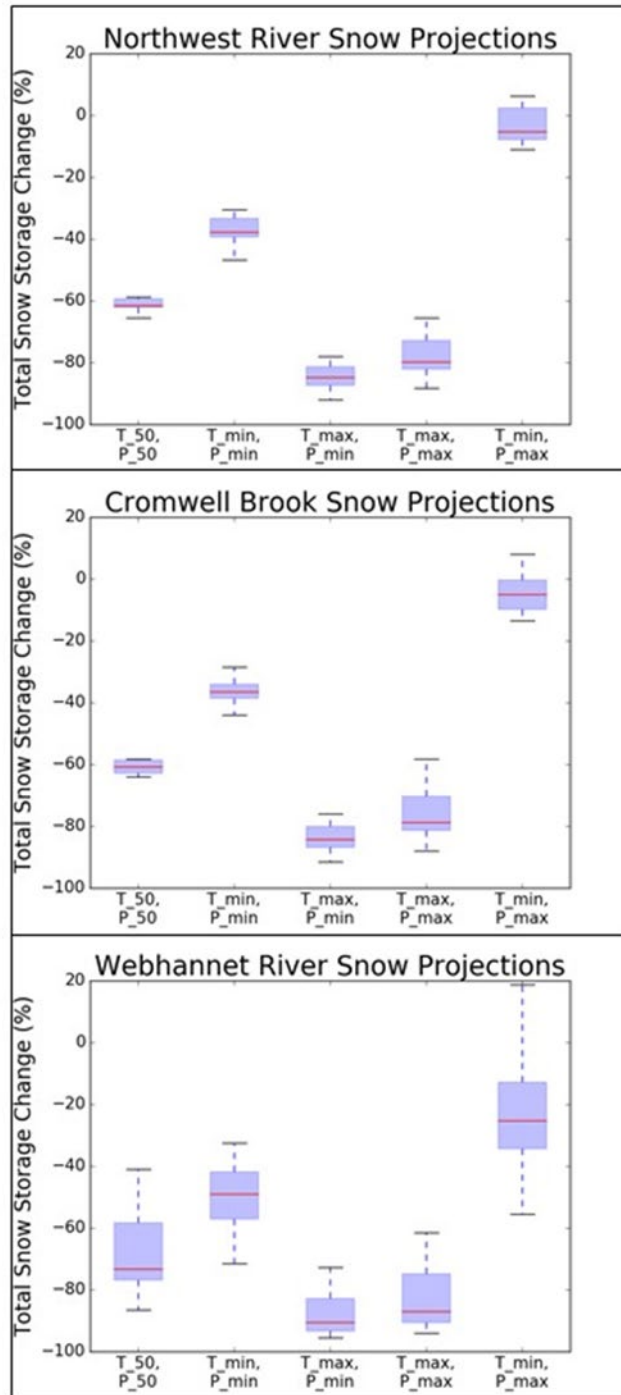 Northwest River Snow Projections
Total Snow Storage Change (%)
20
0
−20
−40
−60
−80
−100
T_50, T_min, T_max, T_max, T_min,
P_50 P_min P_min P_max P_max
Cromwell Brook Snow Projections
Total Snow Storage Change (%)
20
0
−20
−40
−60
−80
−100
T_50, T_min, T_max, T_max, T_min,
P_50 P_min P_min P_max P_max
Webhannet River Snow Projections
Total Snow Storage Change (%)
20
0
−20
−40
−60
−80
−100
T_50, T_min, T_max, T_max, T_min,
P_50 P_min P_min P_max P_max